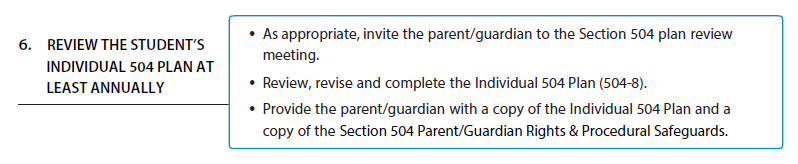 6. REVIEW THE STUDENT'S
INDIVIDUAL 504 PLAN AT
LEAST ANNUALLY
• As appropriate, invite the parent/guardian to the Section 504 plan review
meeting.
• Review, revise and complete the Individual 504 Plan (504-8).
• Provide the parent/guardian with a copy of the Individual 504 Plan and a
copy of the Section 504 Parent/Guardian Rights & Procedural Safeguards.